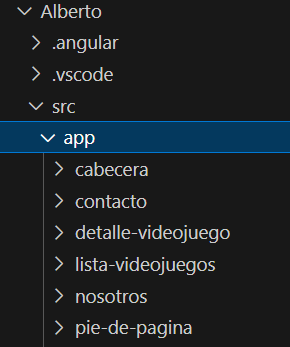 Alberto
.angular
.vscode
src
app
cabecera
contacto
detalle-videojuego
lista-videojuegos
nosotros
pie-de-pagina